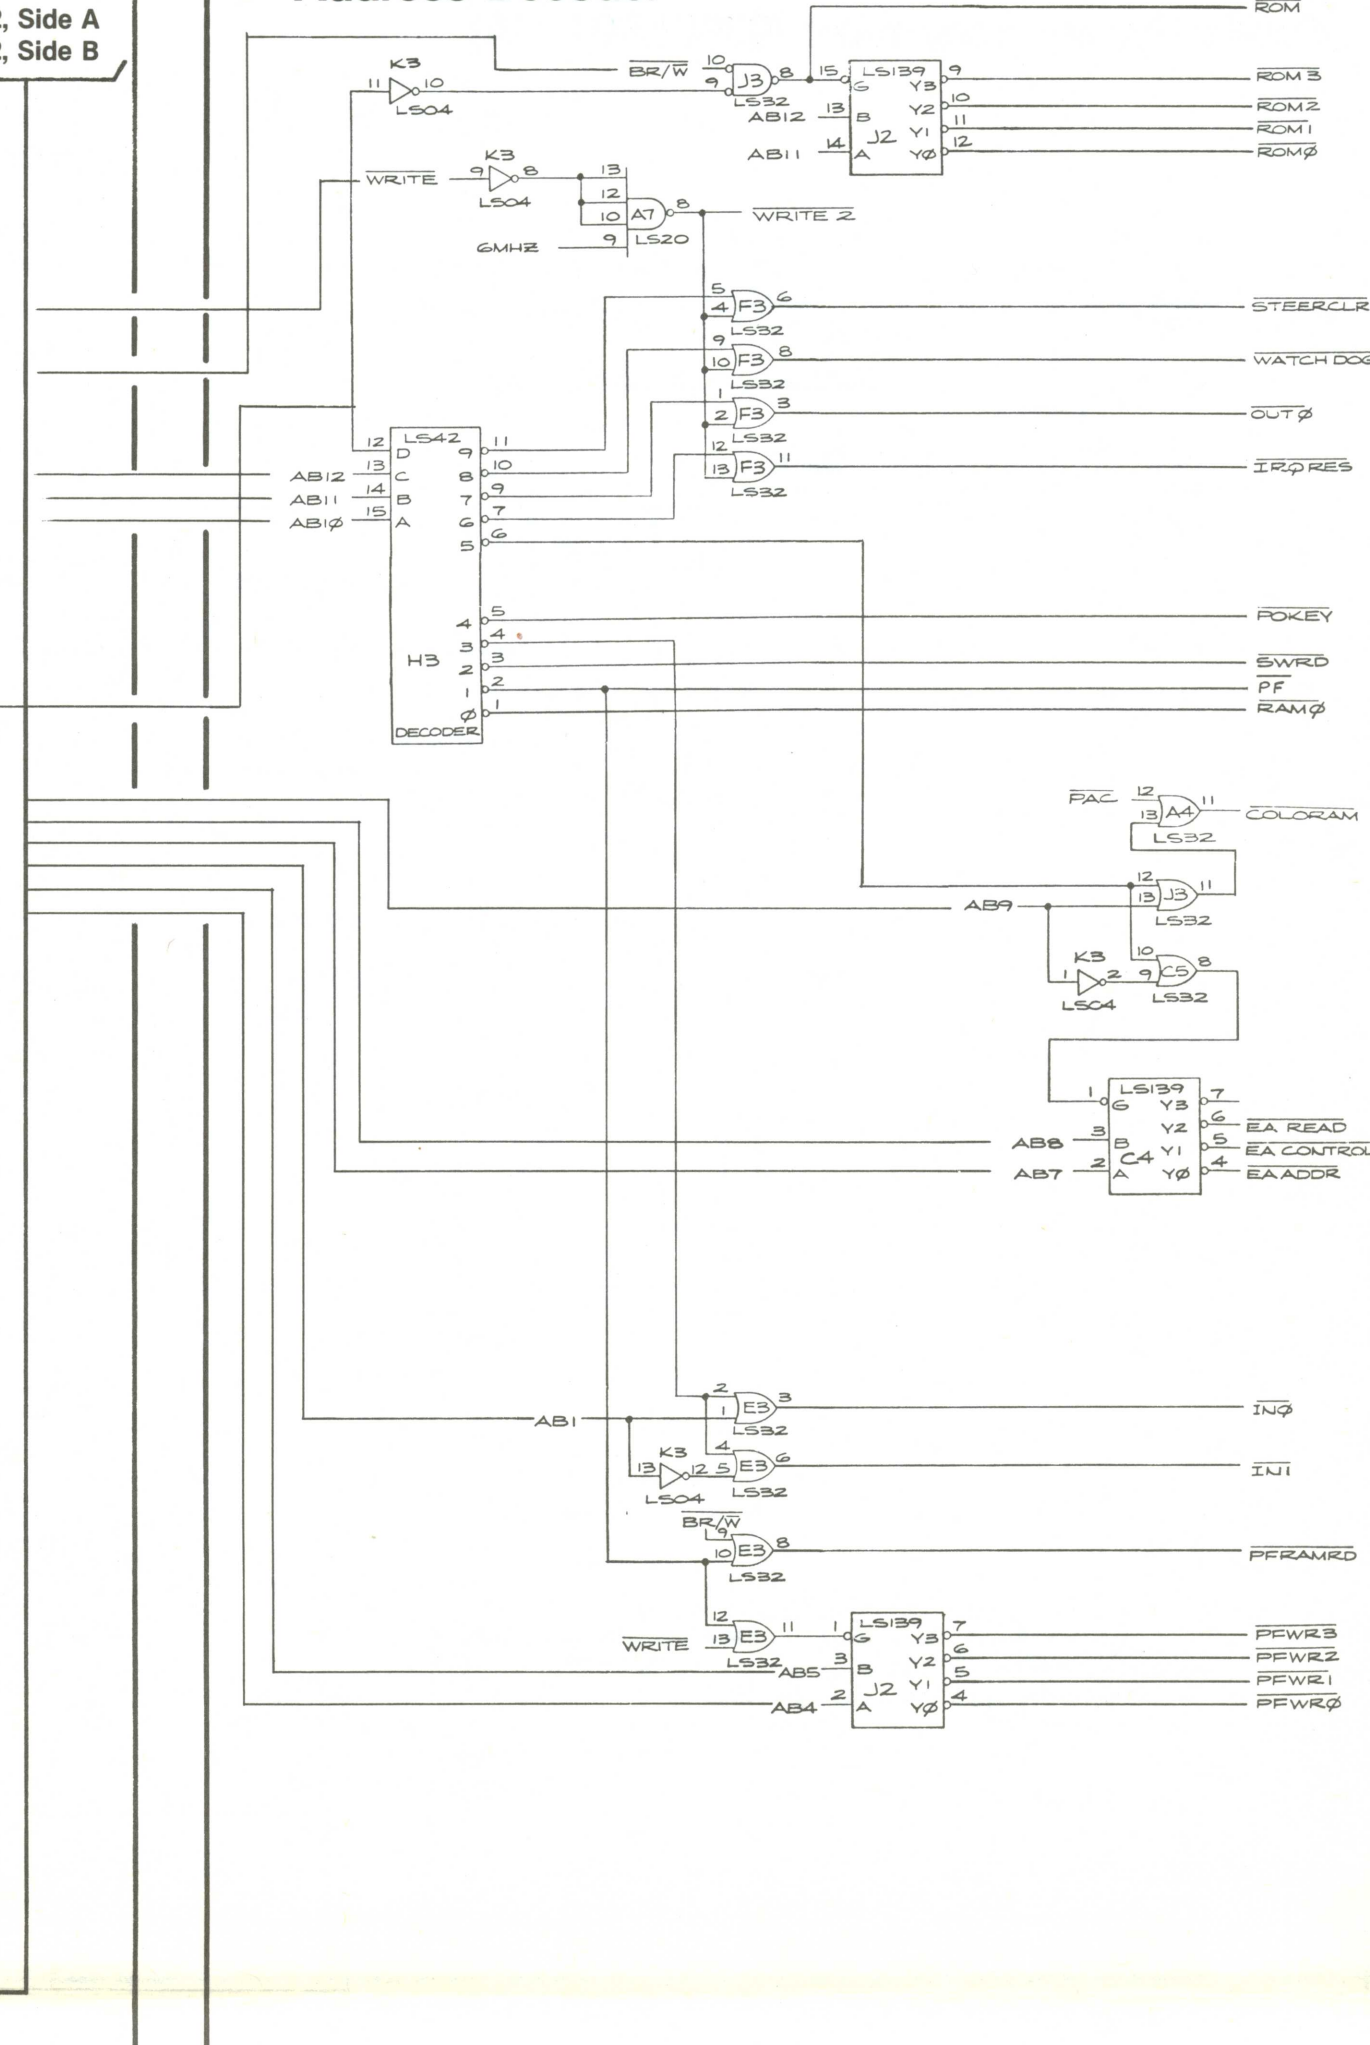 2, Side A
2, Side B
ROM
K3
11
10
LS04
BR/W
10
9
J3
8
LS32
15
LS139
G
Y3
9
ROM3
Y2
10
ROM2
AB12
13
B
J2
Y1
11
ROM1
AB11
14
A
YØ
12
ROMØ
WRITE
K3
9
8
LS04
13
12
10
9
A7
8
LS20
6MHZ
WRITE 2
5
4
F3
6
LS32
STEERCLR
9
10
F3
8
LS32
WATCH DOG
1
2
F3
3
LS32
OUTØ
12
13
F3
11
LS32
IRQRES
LS42
12
D
9
11
AB12
13
C
8
10
AB11
14
B
7
9
AB1Ø
15
A
6
7
5
6
4
5
POKEY
3
4
H3
2
3
SWRD
1
2
PF
Ø
1
RAMØ
DECODER
PAC
12
13
A4
11
LS32
COLORAM
AB9
12
13
J3
11
LS32
K3
1
2
LS04
10
9
C5
8
LS32
LS139
1
G
Y3
7
Y2
6
EA READ
AB8
3
B
C4
Y1
5
EA CONTROL
AB7
2
A
YØ
4
EAADDR
AB1
2
1
E3
3
LS32
INØ
K3
13
12
LS04
4
5
E3
6
LS32
IN1
BR/W
9
10
E3
8
LS32
PFRAMRD
WRITE
12
13
E3
11
LS32
LS139
1
G
Y3
7
PFWR3
Y2
6
PFWR2
AB5
3
B
J2
Y1
5
PFWR1
AB4
2
A
YØ
4
PFWRØ